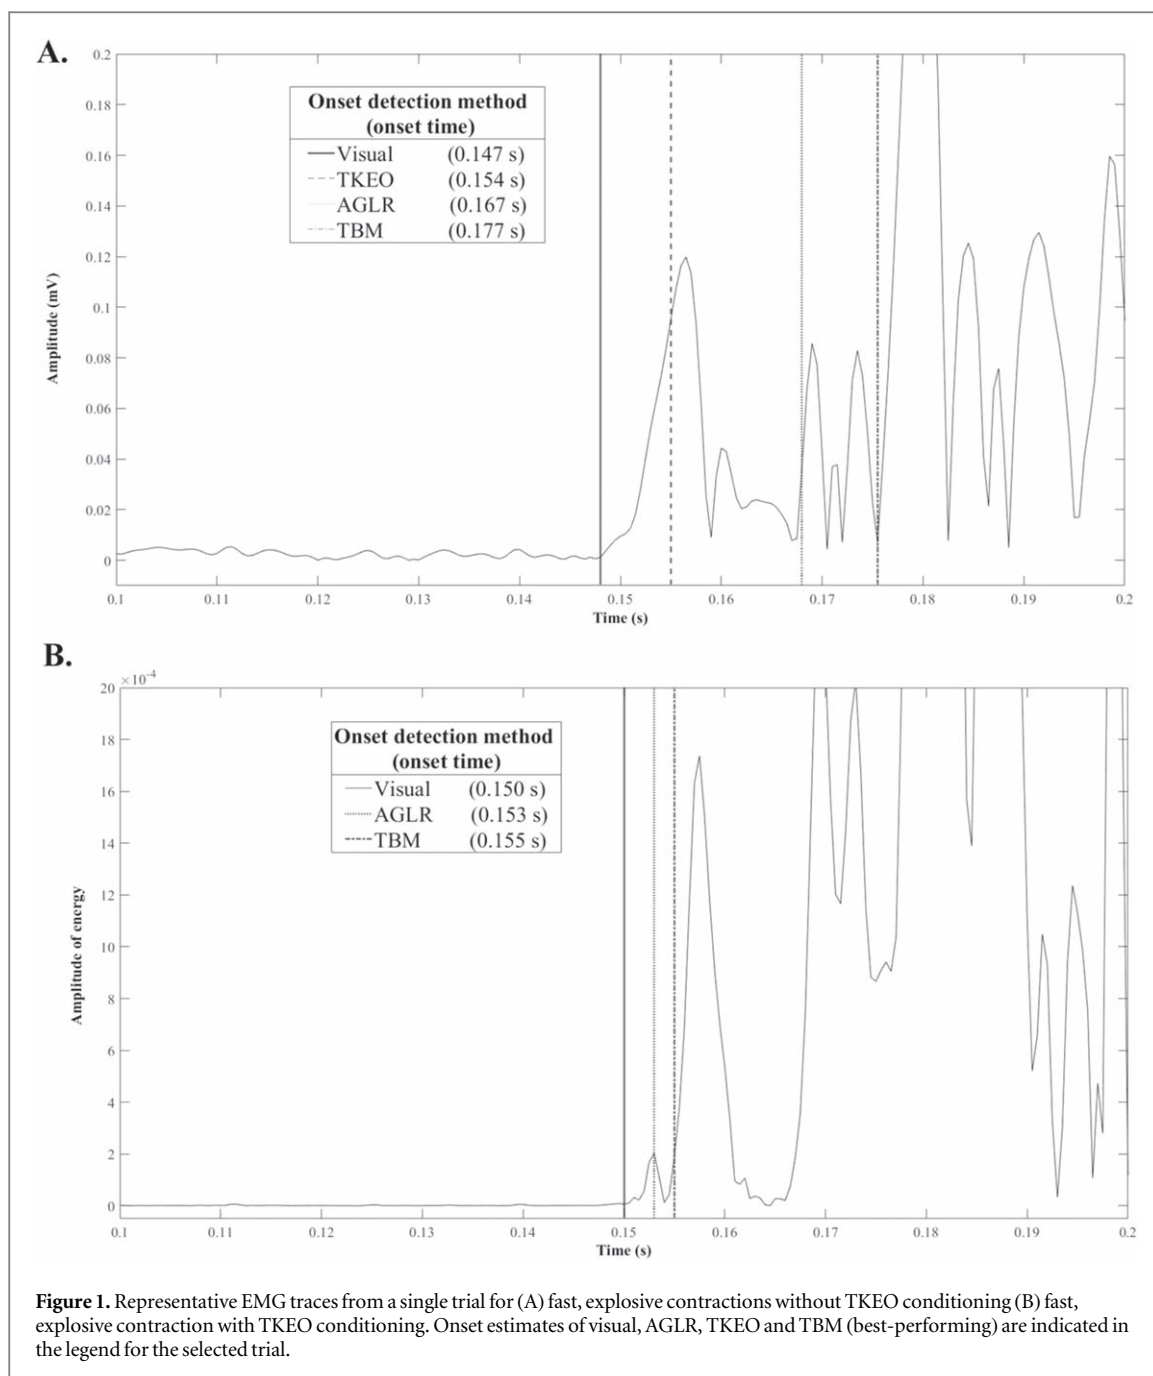 A.
0.2
0.18
0.16
0.14
0.12
0.1
0.08
0.06
0.04
0.02
0
Amplitude (mV)
Onset detection method
(onset time)
Visual (0.147 s)
TKEO (0.154 s)
AGLR (0.167 s)
TBM (0.177 s)
0.1 0.11 0.12 0.13 0.14 0.15 0.16 0.17 0.18 0.19 0.2
Time (s)
B.
×10-4
20
18
16
14
12
10
8
6
4
2
0
Amplitude of energy
Onset detection method
(onset time)
Visual (0.150 s)
AGLR (0.153 s)
TBM (0.155 s)
0.1 0.11 0.12 0.13 0.14 0.15 0.16 0.17 0.18 0.19 0.2
Time (s)
Figure 1. Representative EMG traces from a single trial for (A) fast, explosive contractions without TKEO conditioning (B) fast,
explosive contraction with TKEO conditioning. Onset estimates of visual, AGLR, TKEO and TBM (best-performing) are indicated in
the legend for the selected trial.